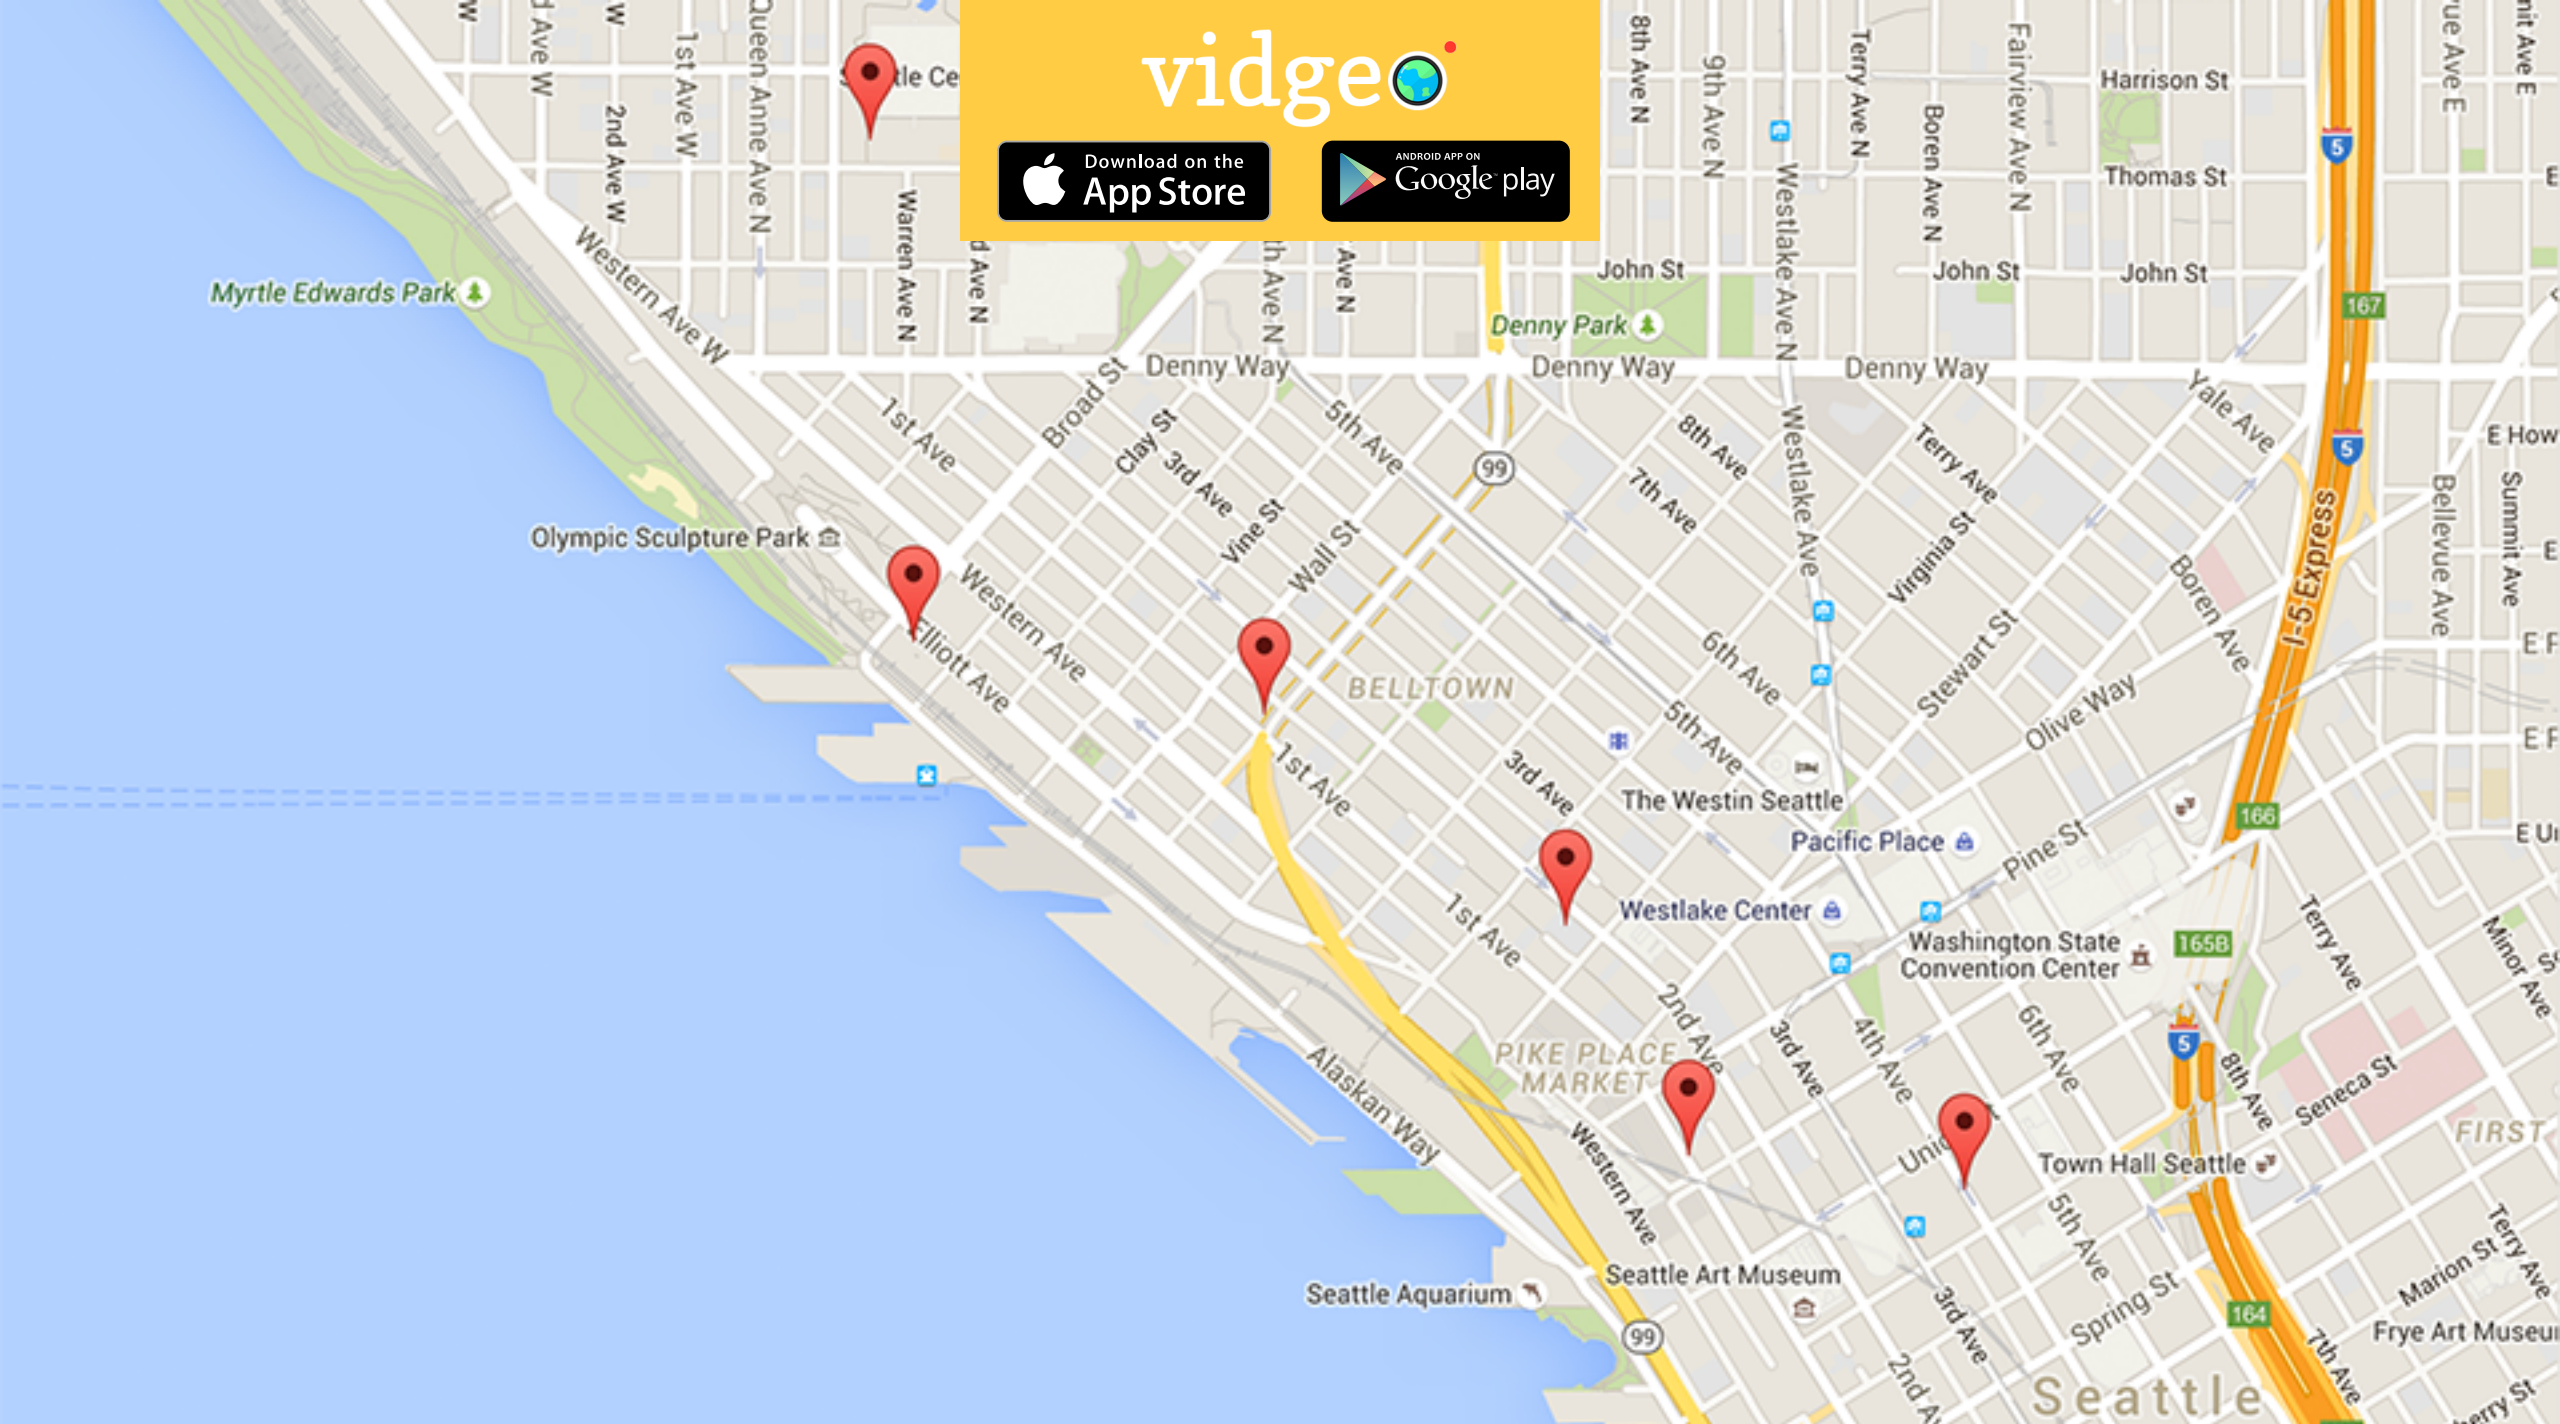 vidgeo
Download on the
App Store
ANDROID APP ON
Google play
W
W
1st Ave W
2nd Ave W
Queen Anne Ave N
Warren Ave N
8th Ave N
9th Ave N
Westlake Ave N
Terry Ave N
Boren Ave N
Fairview Ave N
Harrison St
Thomas St
John St
John St
John St
5
167
Myrtle Edwards Park
Western Ave W
Denny Park
Denny Way
Denny Way
Denny Way
Yale Ave
1st Ave
Broad St
Clay St
3rd Ave
Vine St
Wall St
5th Ave
99
8th Ave
7th Ave
Westlake Ave
Terry Ave
Virginia St
5
E How
Bellevue Ave
Summit Ave
I-5 Express
Boren Ave
Olympic Sculpture Park
Western Ave
Elliott Ave
BELLTOWN
6th Ave
5th Ave
Stewart St
Olive Way
1st Ave
3rd Ave
The Westin Seattle
Pacific Place
Pine St
166
Westlake Center
Washington State
Convention Center
165B
Terry Ave
Minor Ave
1st Ave
2nd Ave
PIKE PLACE
MARKET
3rd Ave
4th Ave
6th Ave
5
8th Ave
Seneca St
FIRST
Alaskan Way
Western Ave
Town Hall Seattle
5th Ave
Terry Ave
Marion St
Seattle Aquarium
Seattle Art Museum
3rd Ave
Spring St
164
99
Frye Art Museu
7th Ave
Seattle